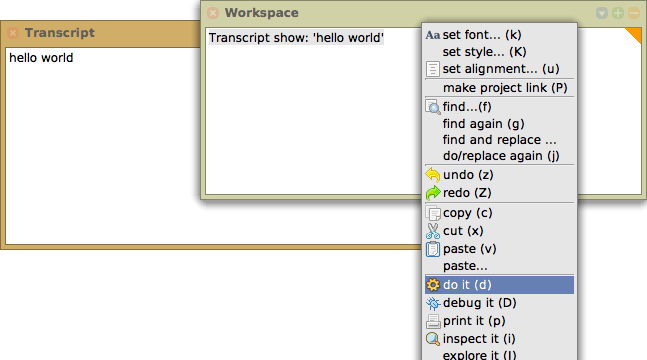 Transcript
hello world
Workspace
Transcript show: 'hello world'
Aa set font... (k)
set style... (K)
set alignment... (u)
make project link (P)
find...(f)
find again (g)
find and replace ...
do/replace again (j)
undo (z)
redo (Z)
copy (c)
cut (x)
paste (v)
paste...
do it (d)
debug it (D)
print it (p)
inspect it (i)
explore it (I)